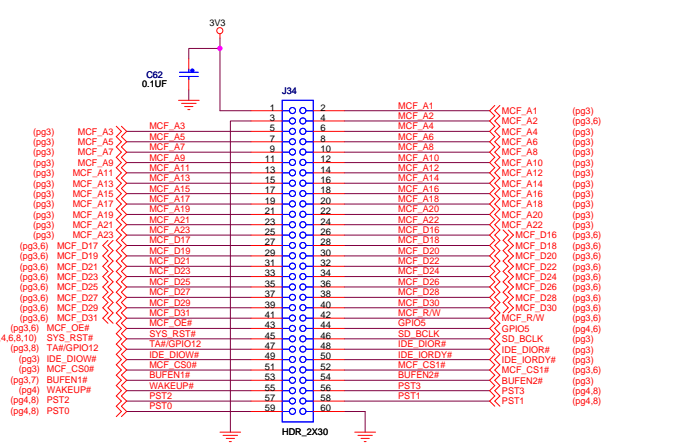 3V3
C62
0.1UF
J34
1 2 MCF_A1 MCF_A1 (pg3)
3 4 MCF_A2 MCF_A2 (pg3,6)
(pg3) MCF_A3 MCF_A3 5 6 MCF_A4 MCF_A4 (pg3)
(pg3) MCF_A5 MCF_A5 7 8 MCF_A6 MCF_A6 (pg3)
(pg3) MCF_A7 MCF_A7 9 10 MCF_A8 MCF_A8 (pg3)
(pg3) MCF_A9 MCF_A9 11 12 MCF_A10 MCF_A10 (pg3)
(pg3) MCF_A11 MCF_A11 13 14 MCF_A12 MCF_A12 (pg3)
(pg3) MCF_A13 MCF_A13 15 16 MCF_A14 MCF_A14 (pg3)
(pg3) MCF_A15 MCF_A15 17 18 MCF_A16 MCF_A16 (pg3)
(pg3) MCF_A17 MCF_A17 19 20 MCF_A18 MCF_A18 (pg3)
(pg3) MCF_A19 MCF_A19 21 22 MCF_A20 MCF_A20 (pg3)
(pg3) MCF_A21 MCF_A21 23 24 MCF_A22 MCF_A22 (pg3)
(pg3) MCF_A23 MCF_A23 25 26 MCF_D16 MCF_D16 (pg3,6)
(pg3,6) MCF_D17 MCF_D17 27 28 MCF_D18 MCF_D18 (pg3,6)
(pg3,6) MCF_D19 MCF_D19 29 30 MCF_D20 MCF_D20 (pg3,6)
(pg3,6) MCF_D21 MCF_D21 31 32 MCF_D22 MCF_D22 (pg3,6)
(pg3,6) MCF_D23 MCF_D23 33 34 MCF_D24 MCF_D24 (pg3,6)
(pg3,6) MCF_D25 MCF_D25 35 36 MCF_D26 MCF_D26 (pg3,6)
(pg3,6) MCF_D27 MCF_D27 37 38 MCF_D28 MCF_D28 (pg3,6)
(pg3,6) MCF_D29 MCF_D29 39 40 MCF_D30 MCF_D30 (pg3,6)
(pg3,6) MCF_D31 MCF_D31 41 42 MCF_R/W MCF_R/W (pg3,6)
(pg3,6) MCF_OE# MCF_OE# 43 44 GPIO5 GPIO5 (pg4,6)
4,6,8,10) SYS_RST# SYS_RST# 45 46 SD_BCLK SD_BCLK (pg3)
(pg3,8) TA#/GPIO12 TA#/GPIO12 47 48 IDE_DIOR# IDE_DIOR# (pg3)
(pg3) IDE_DIOW# IDE_DIOW# 49 50 IDE_IORDY# IDE_IORDY# (pg3)
(pg3) MCF_CS0# MCF_CS0# 51 52 MCF_CS1# MCF_CS1# (pg3,6)
(pg3,7) BUFEN1# BUFEN1# 53 54 BUFEN2# BUFEN2# (pg3)
(pg4) WAKEUP# WAKEUP# 55 56 PST3 PST3 (pg4,8)
(pg4,8) PST2 PST2 57 58 PST1 PST1 (pg4,8)
(pg4,8) PST0 PST0 59 60
HDR_2X30